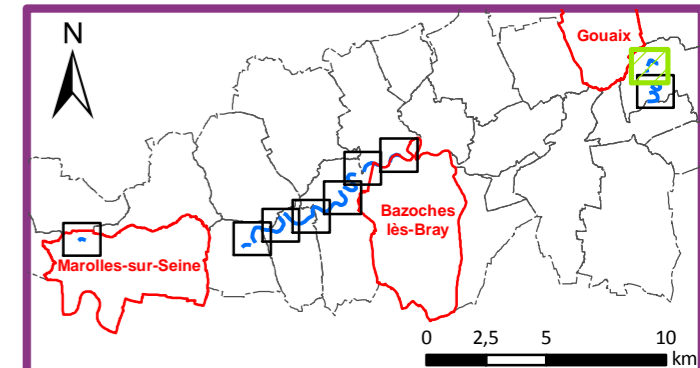 N
Gouaix
Bazoches
lès-Bray
Marolles-sur-Seine
0 2,5 5 10
km